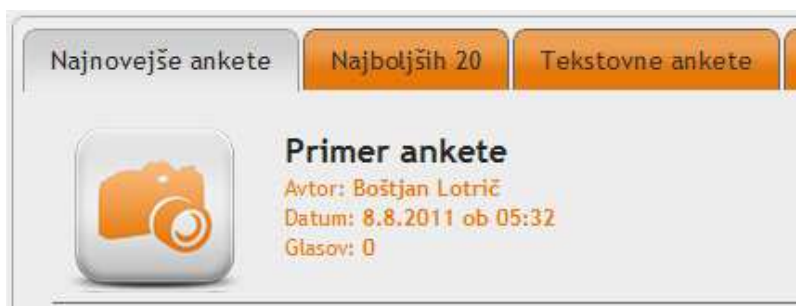 Najnovejše ankete
Najboljših 20
Tekstovne ankete
Primer ankete
Avtor: Boštjan Lotrič
Datum: 8.8.2011 ob 05:32
Glasov: 0